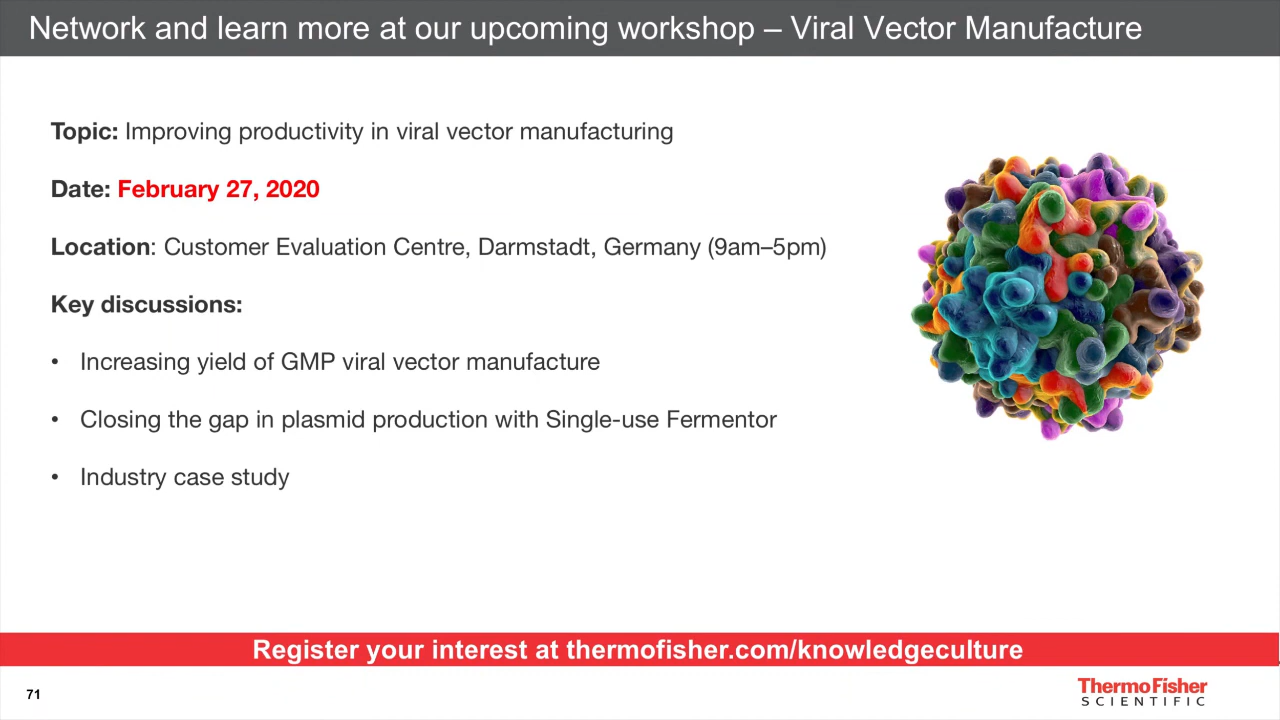 Network and learn more at our upcoming workshop – Viral Vector Manufacture
Topic: Improving productivity in viral vector manufacturing
Date: February 27, 2020
Location: Customer Evaluation Centre, Darmstadt, Germany (9am–5pm)
Key discussions:
• Increasing yield of GMP viral vector manufacture
• Closing the gap in plasmid production with Single-use Fermentor
• Industry case study
Register your interest at thermofisher.com/knowledgeculture
71
ThermoFisher
SCIENTIFIC